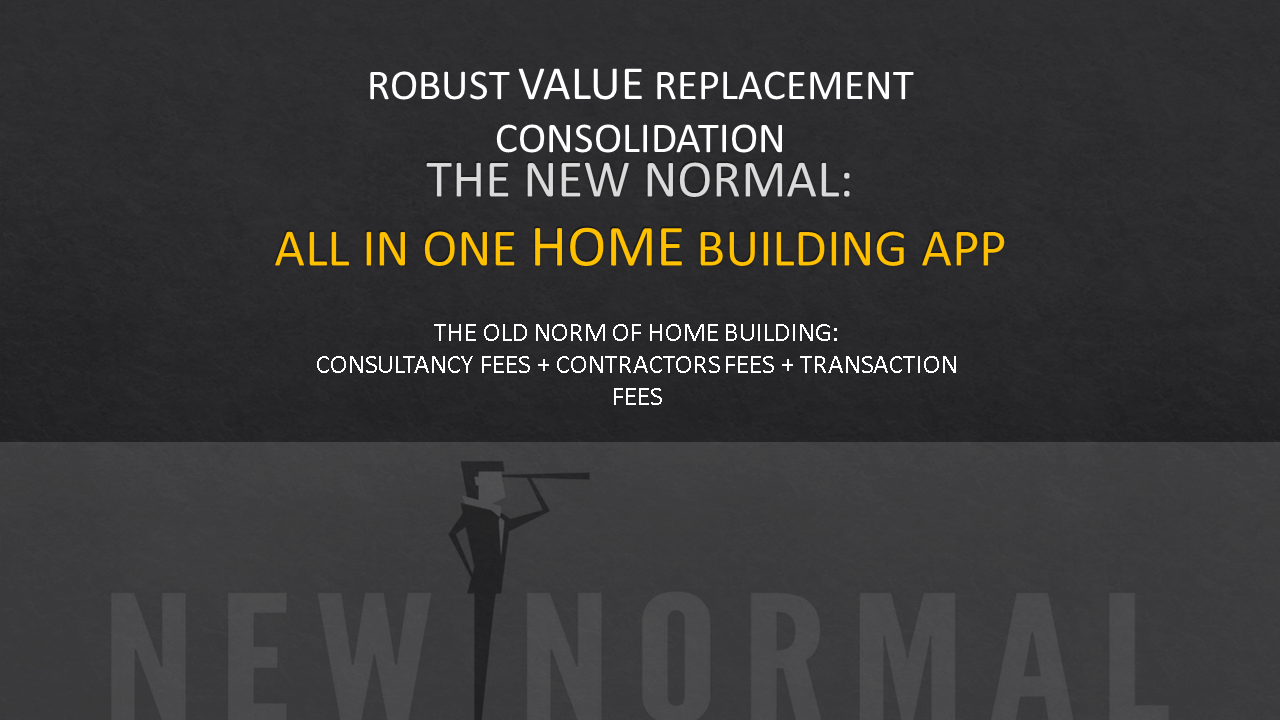 ROBUST VALUE REPLACEMENT
CONSOLIDATION
THE NEW NORMAL:
ALL IN ONE HOME BUILDING APP
THE OLD NORM OF HOME BUILDING:
CONSULTANCY FEES + CONTRACTORS FEES + TRANSACTION
FEES
NEW NORMAL